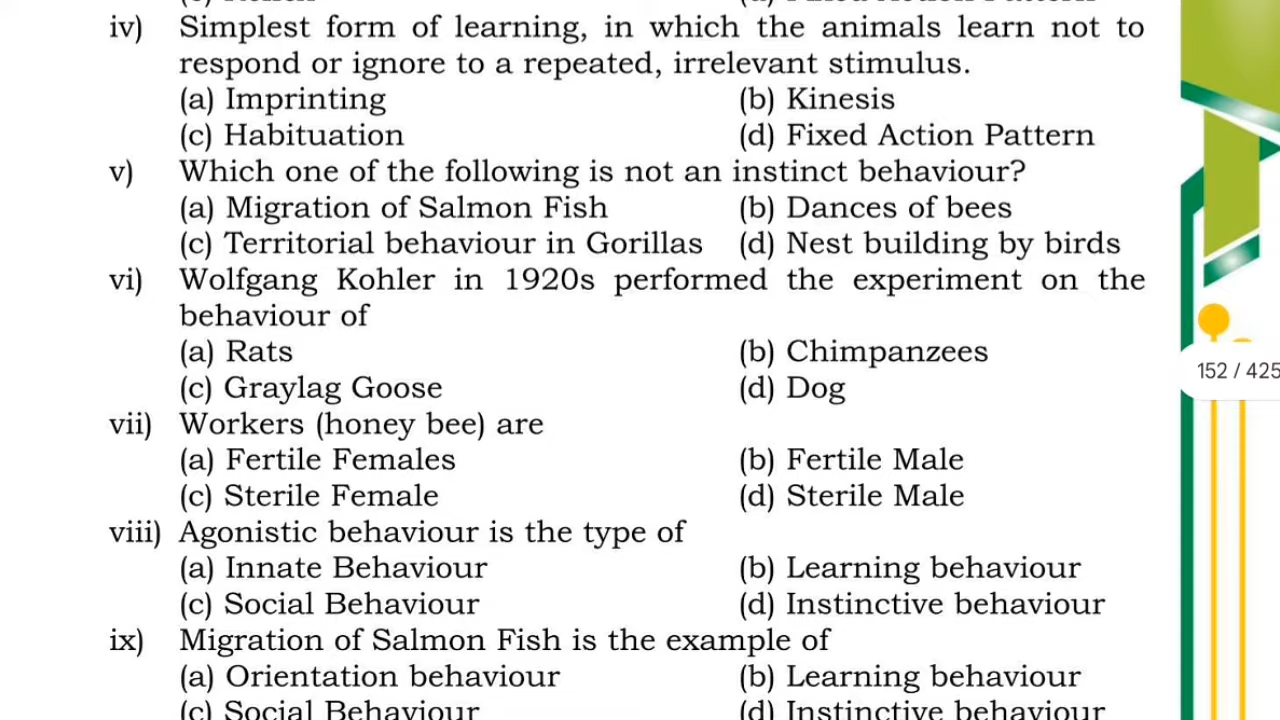 iv) Simplest form of learning, in which the animals learn not to
respond or ignore to a repeated, irrelevant stimulus.
(a) Imprinting (b) Kinesis
(c) Habituation (d) Fixed Action Pattern
v) Which one of the following is not an instinct behaviour?
(a) Migration of Salmon Fish (b) Dances of bees
(c) Territorial behaviour in Gorillas (d) Nest building by birds
vi) Wolfgang Kohler in 1920s performed the experiment on the
behaviour of
(a) Rats (b) Chimpanzees
(c) Graylag Goose (d) Dog
152 / 425
vii) Workers (honey bee) are
(a) Fertile Females (b) Fertile Male
(c) Sterile Female (d) Sterile Male
viii) Agonistic behaviour is the type of
(a) Innate Behaviour (b) Learning behaviour
(c) Social Behaviour (d) Instinctive behaviour
ix) Migration of Salmon Fish is the example of
(a) Orientation behaviour (b) Learning behaviour
(c) Social Behaviour (d) Instinctive behaviour